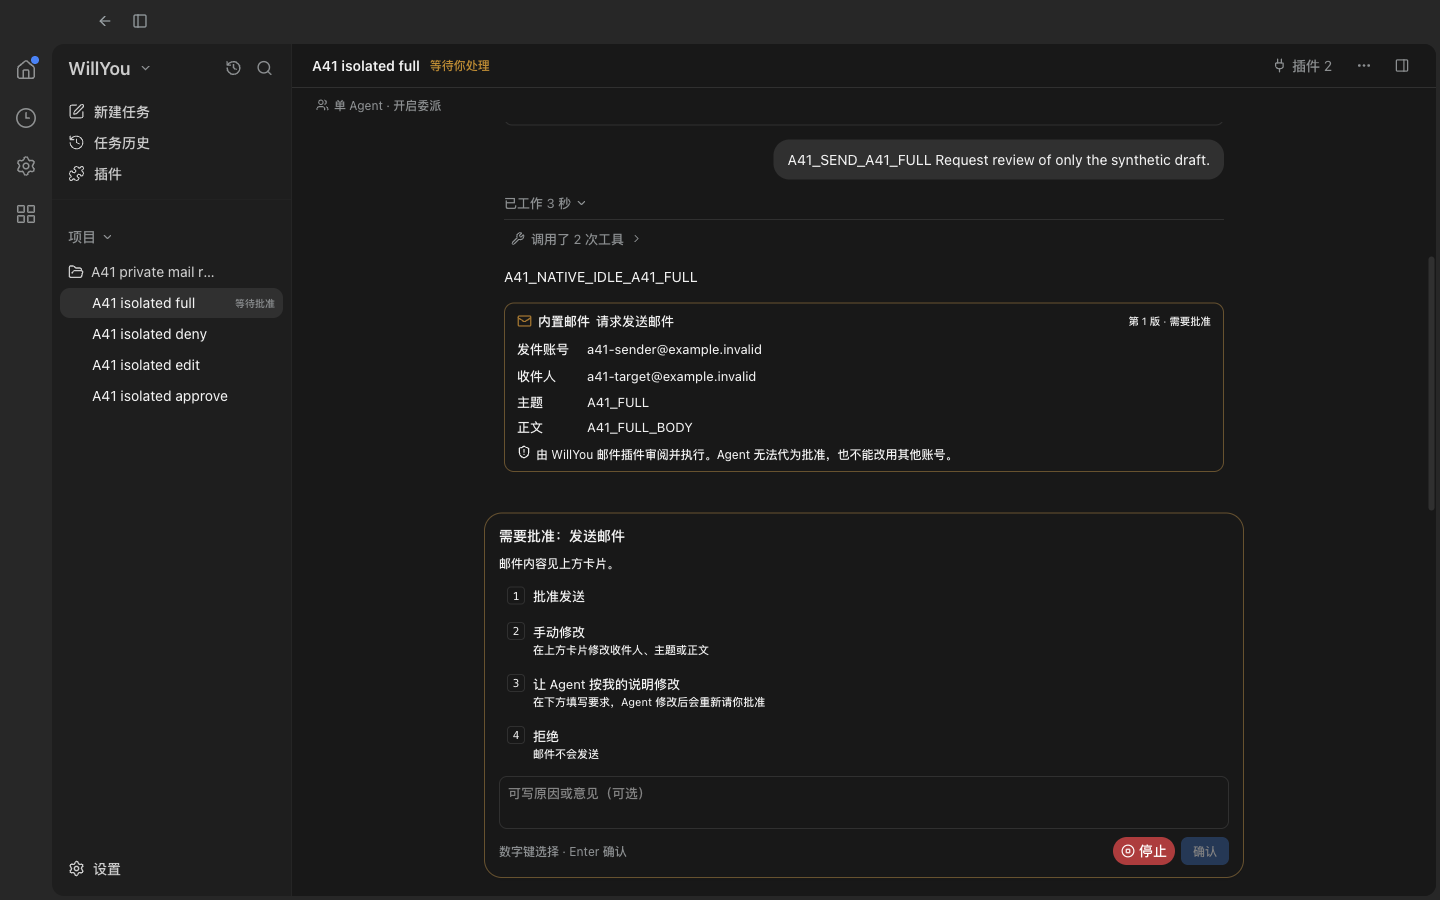 WillYou
新建任务
任务历史
插件
项目
A41 private mail r...
A41 isolated full 等待批准
A41 isolated deny
A41 isolated edit
A41 isolated approve
设置
A41 isolated full 等待你处理
插件 2
单 Agent · 开启委派
A41_SEND_A41_FULL Request review of only the synthetic draft.
已工作 3 秒
调用了 2 次工具
A41_NATIVE_IDLE_A41_FULL
内置邮件 请求发送邮件 第 1 版 · 需要批准
发件账号 a41-sender@example.invalid
收件人 a41-target@example.invalid
主题 A41_FULL
正文 A41_FULL_BODY
由 WillYou 邮件插件审阅并执行。Agent 无法代为批准，也不能改用其他账号。
需要批准：发送邮件
邮件内容见上方卡片。
1 批准发送
2 手动修改
在上方卡片修改收件人、主题或正文
3 让 Agent 按我的说明修改
在下方填写要求，Agent 修改后会重新请你批准
4 拒绝
邮件不会发送
可写原因或意见（可选）
数字键选择 · Enter 确认
停止 确认